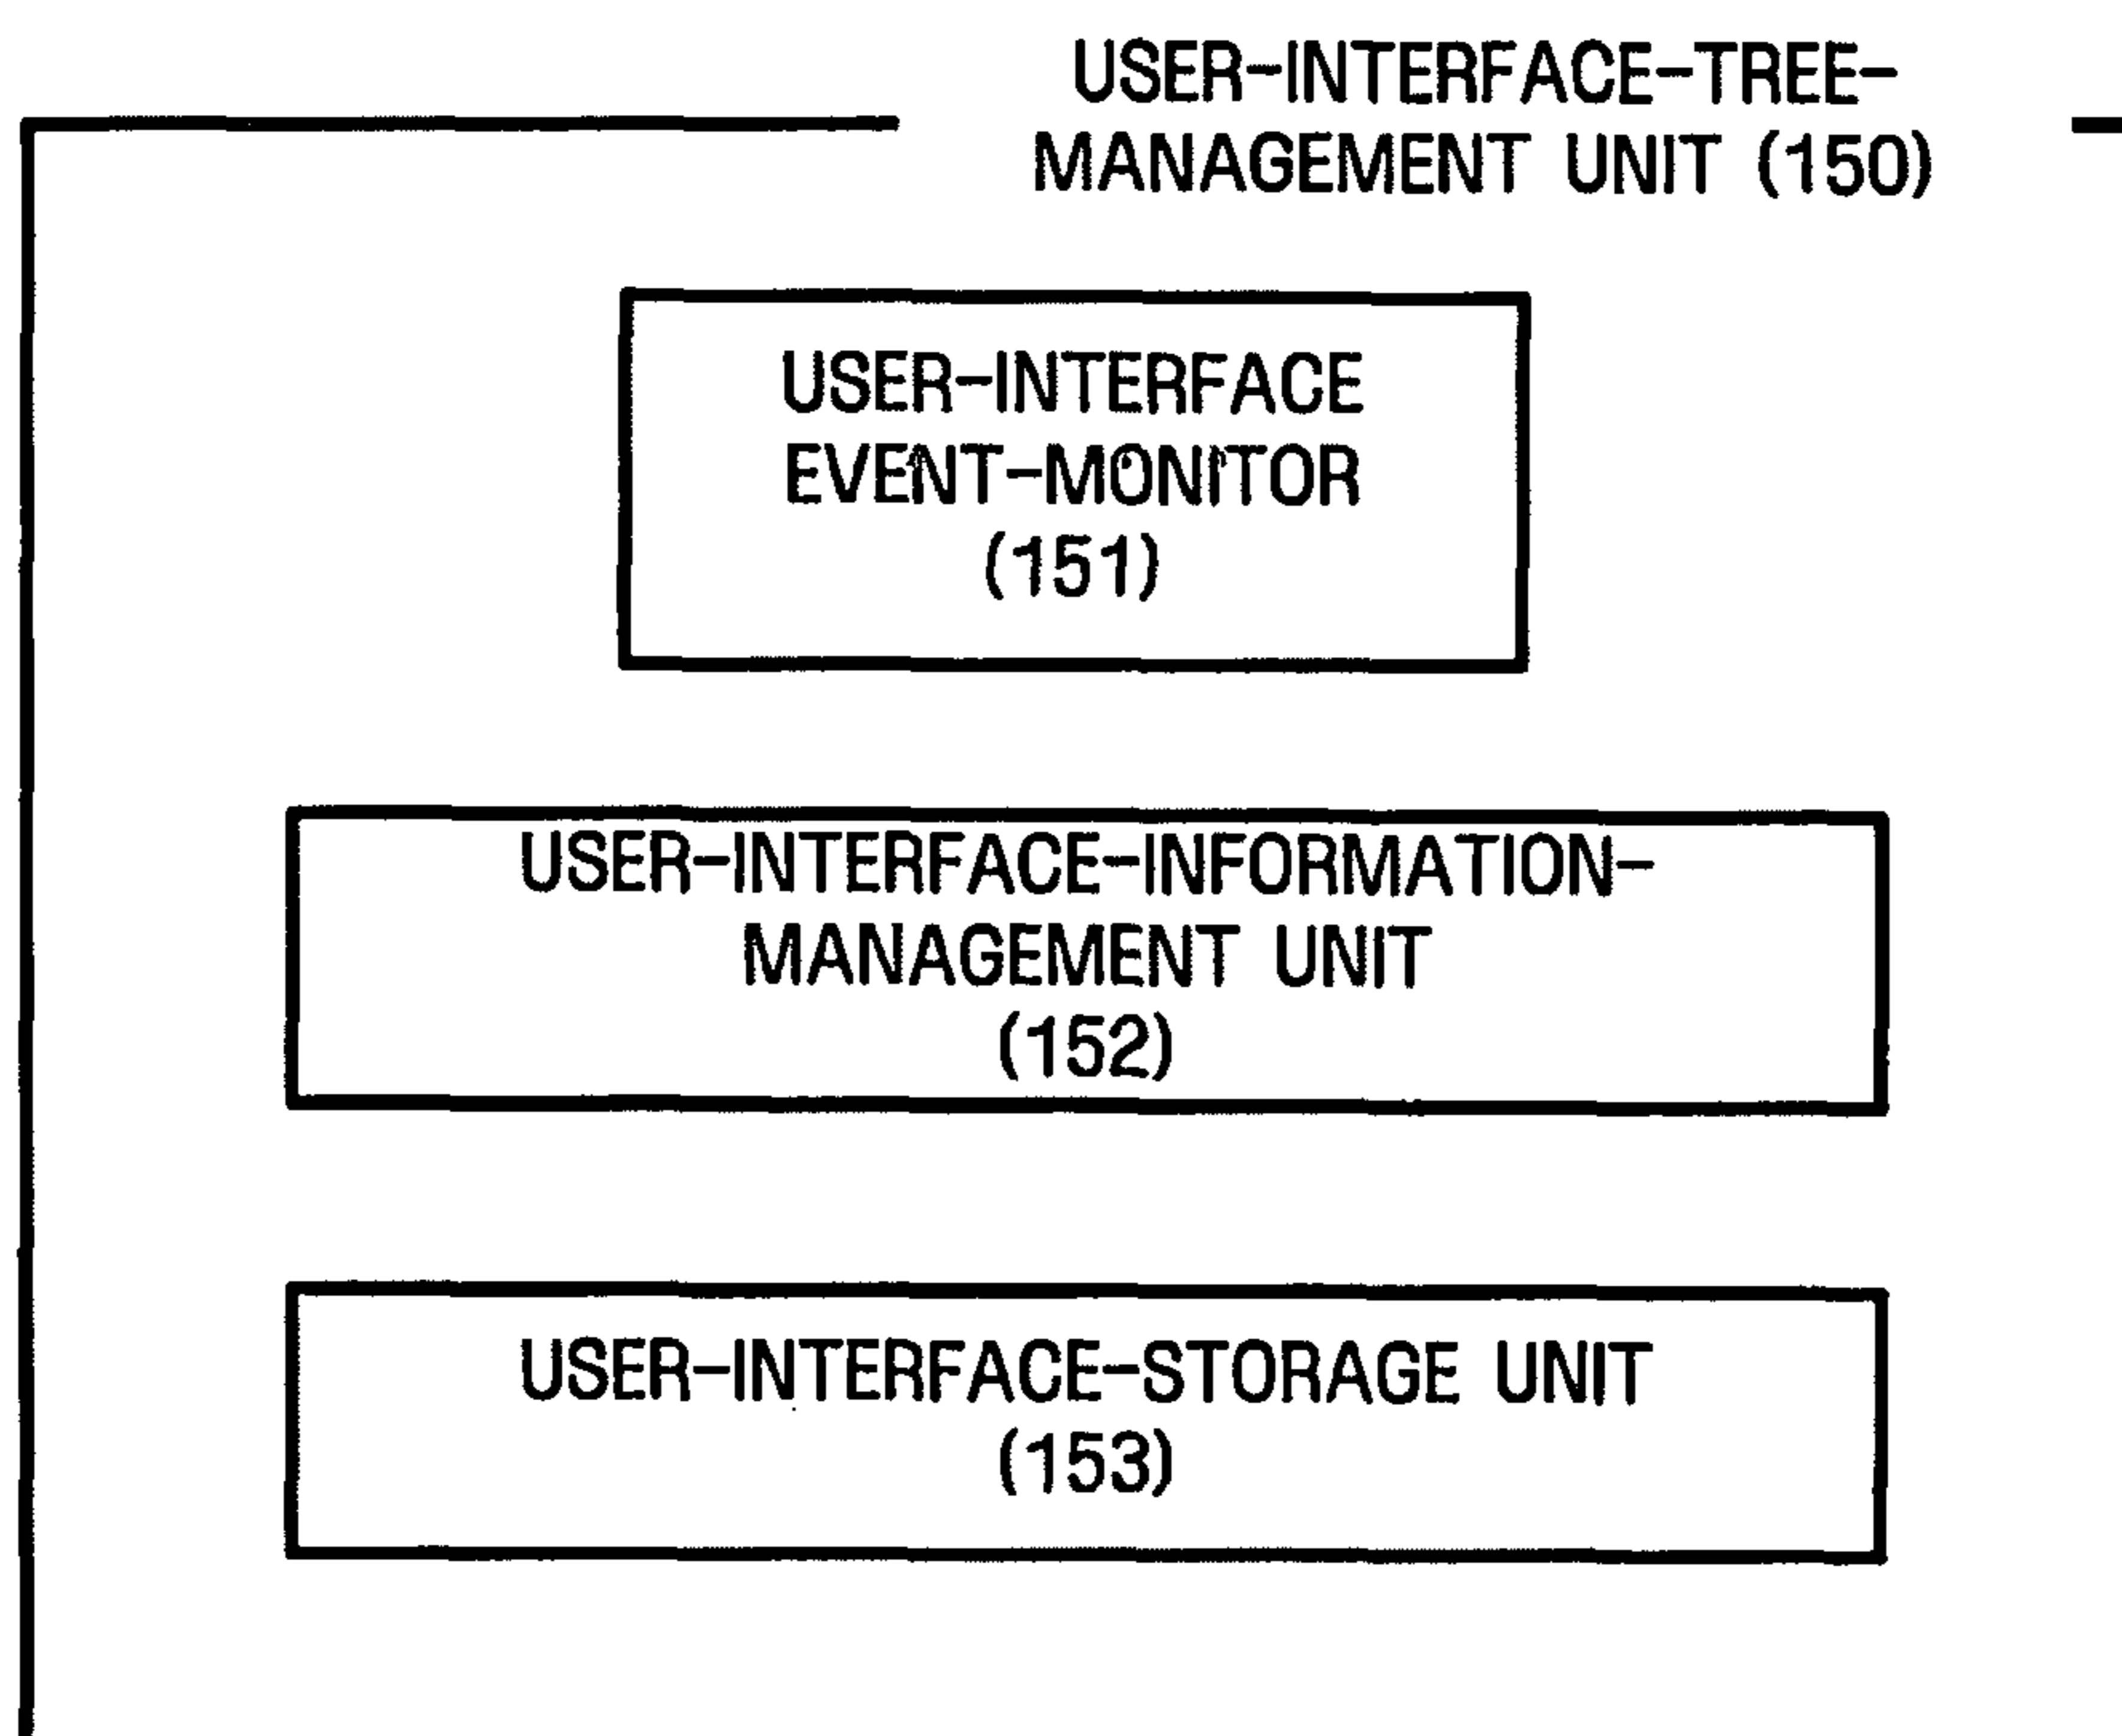 USER-INTERFACE-TREE-
MANAGEMENT UNIT (150)
USER-INTERFACE
EVENT-MONITOR
(151)
USER-INTERFACE-INFORMATION-
MANAGEMENT UNIT
(152)
USER-INTERFACE-STORAGE UNIT
(153)